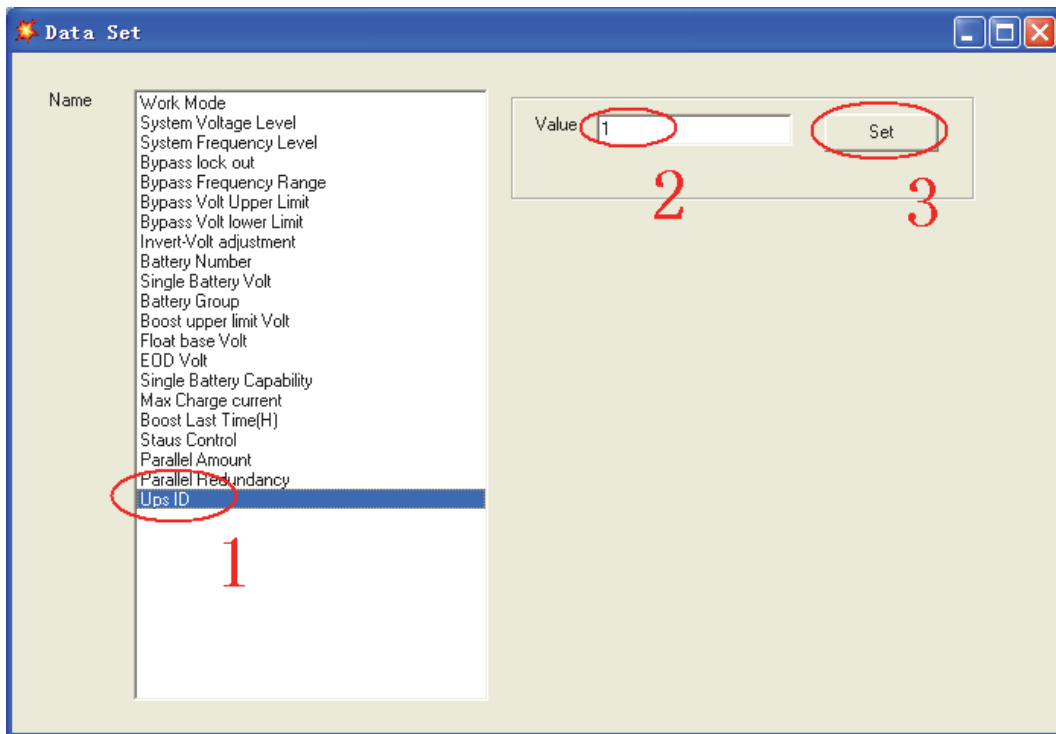 Data Set
Name
Work Mode
System Voltage Level
System Frequency Level
Bypass lock out
Bypass Frequency Range
Bypass Volt Upper Limit
Bypass Volt lower Limit
Invert-Volt adjustment
Battery Number
Single Battery Volt
Battery Group
Boost upper limit Volt
Float base Volt
EOD Volt
Single Battery Capability
Max Charge current
Boost Last Time(H)
Staus Control
Parallel Amount
Parallel Redundancy
Ups ID
1
Value 1
Set
2
3